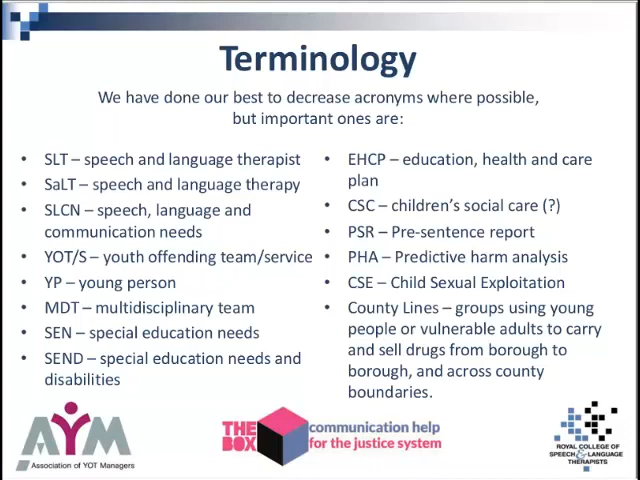 Terminology
We have done our best to decrease acronyms where possible,
but important ones are:
• SLT – speech and language therapist
• SaLT – speech and language therapy
• SLCN – speech, language and
communication needs
• YOT/S – youth offending team/service
• YP – young person
• MDT – multidisciplinary team
• SEN – special education needs
• SEND – special education needs and
disabilities
• EHCP – education, health and care
plan
• CSC – children’s social care (?)
• PSR – Pre-sentence report
• PHA – Predictive harm analysis
• CSE – Child Sexual Exploitation
• County Lines – groups using young
people or vulnerable adults to carry
and sell drugs from borough to
borough, and across county
boundaries.
AYM
Association of YOT Managers
THE
BOX
communication help
for the justice system
ROYAL COLLEGE OF
SPEECH & LANGUAGE
THERAPISTS